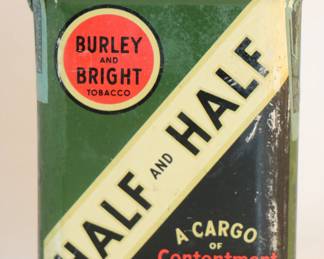 BURLEY
AND
BRIGHT
TOBACCO
HALF AND HALF
A CARGO
OF
Contentment